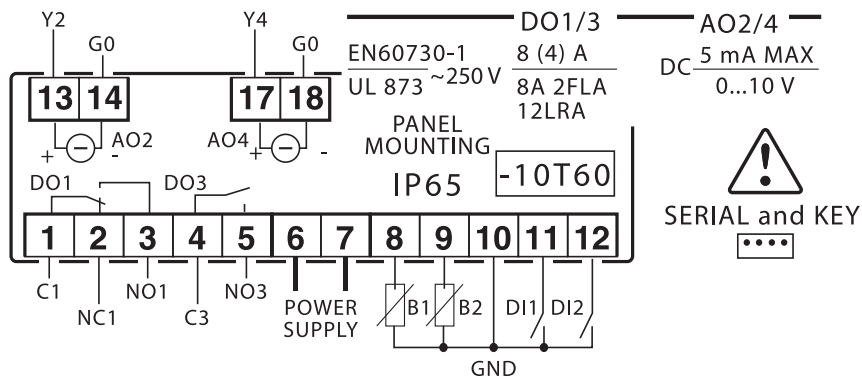 Y2 Y4 DO1/3 AO2/4
G0 G0
EN60730-1 8 (4) A DC 5 mA MAX
UL 873 ~250 V 8A 2FLA 0...10 V
12LRA
13 14 17 18
+ - AO2 AO4 + -
PANEL
MOUNTING
IP65 -10T60
DO1 DO3
SERIAL and KEY
1 2 3 4 5 6 7 8 9 10 11 12
C1 NO1 NO3
NC1 C3
POWER
SUPPLY
B1 B2 DI1 DI2
GND